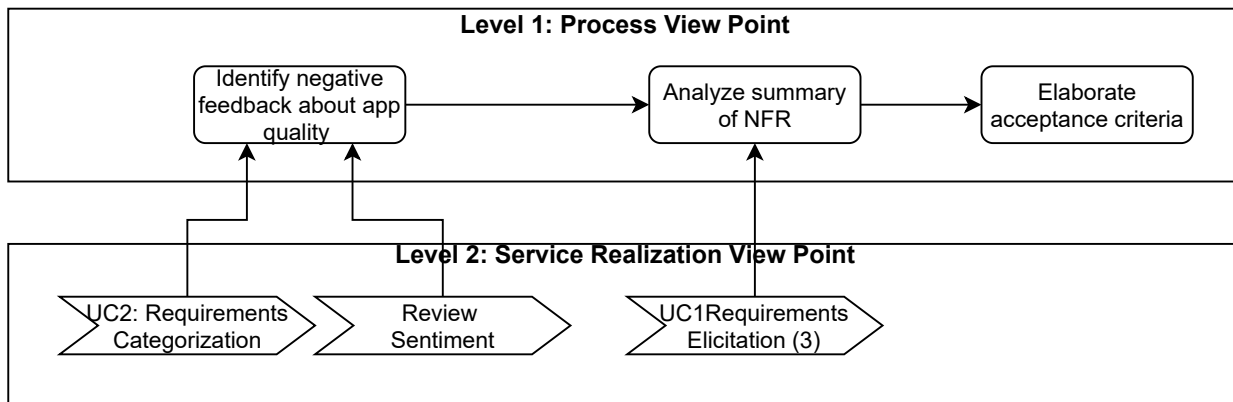 Level 1: Process View Point
Identify negative
feedback about app
quality
Analyze summary
of NFR
Elaborate
acceptance criteria
Level 2: Service Realization View Point
UC2: Requirements
Categorization
Review
Sentiment
UC1Requirements
Elicitation (3)